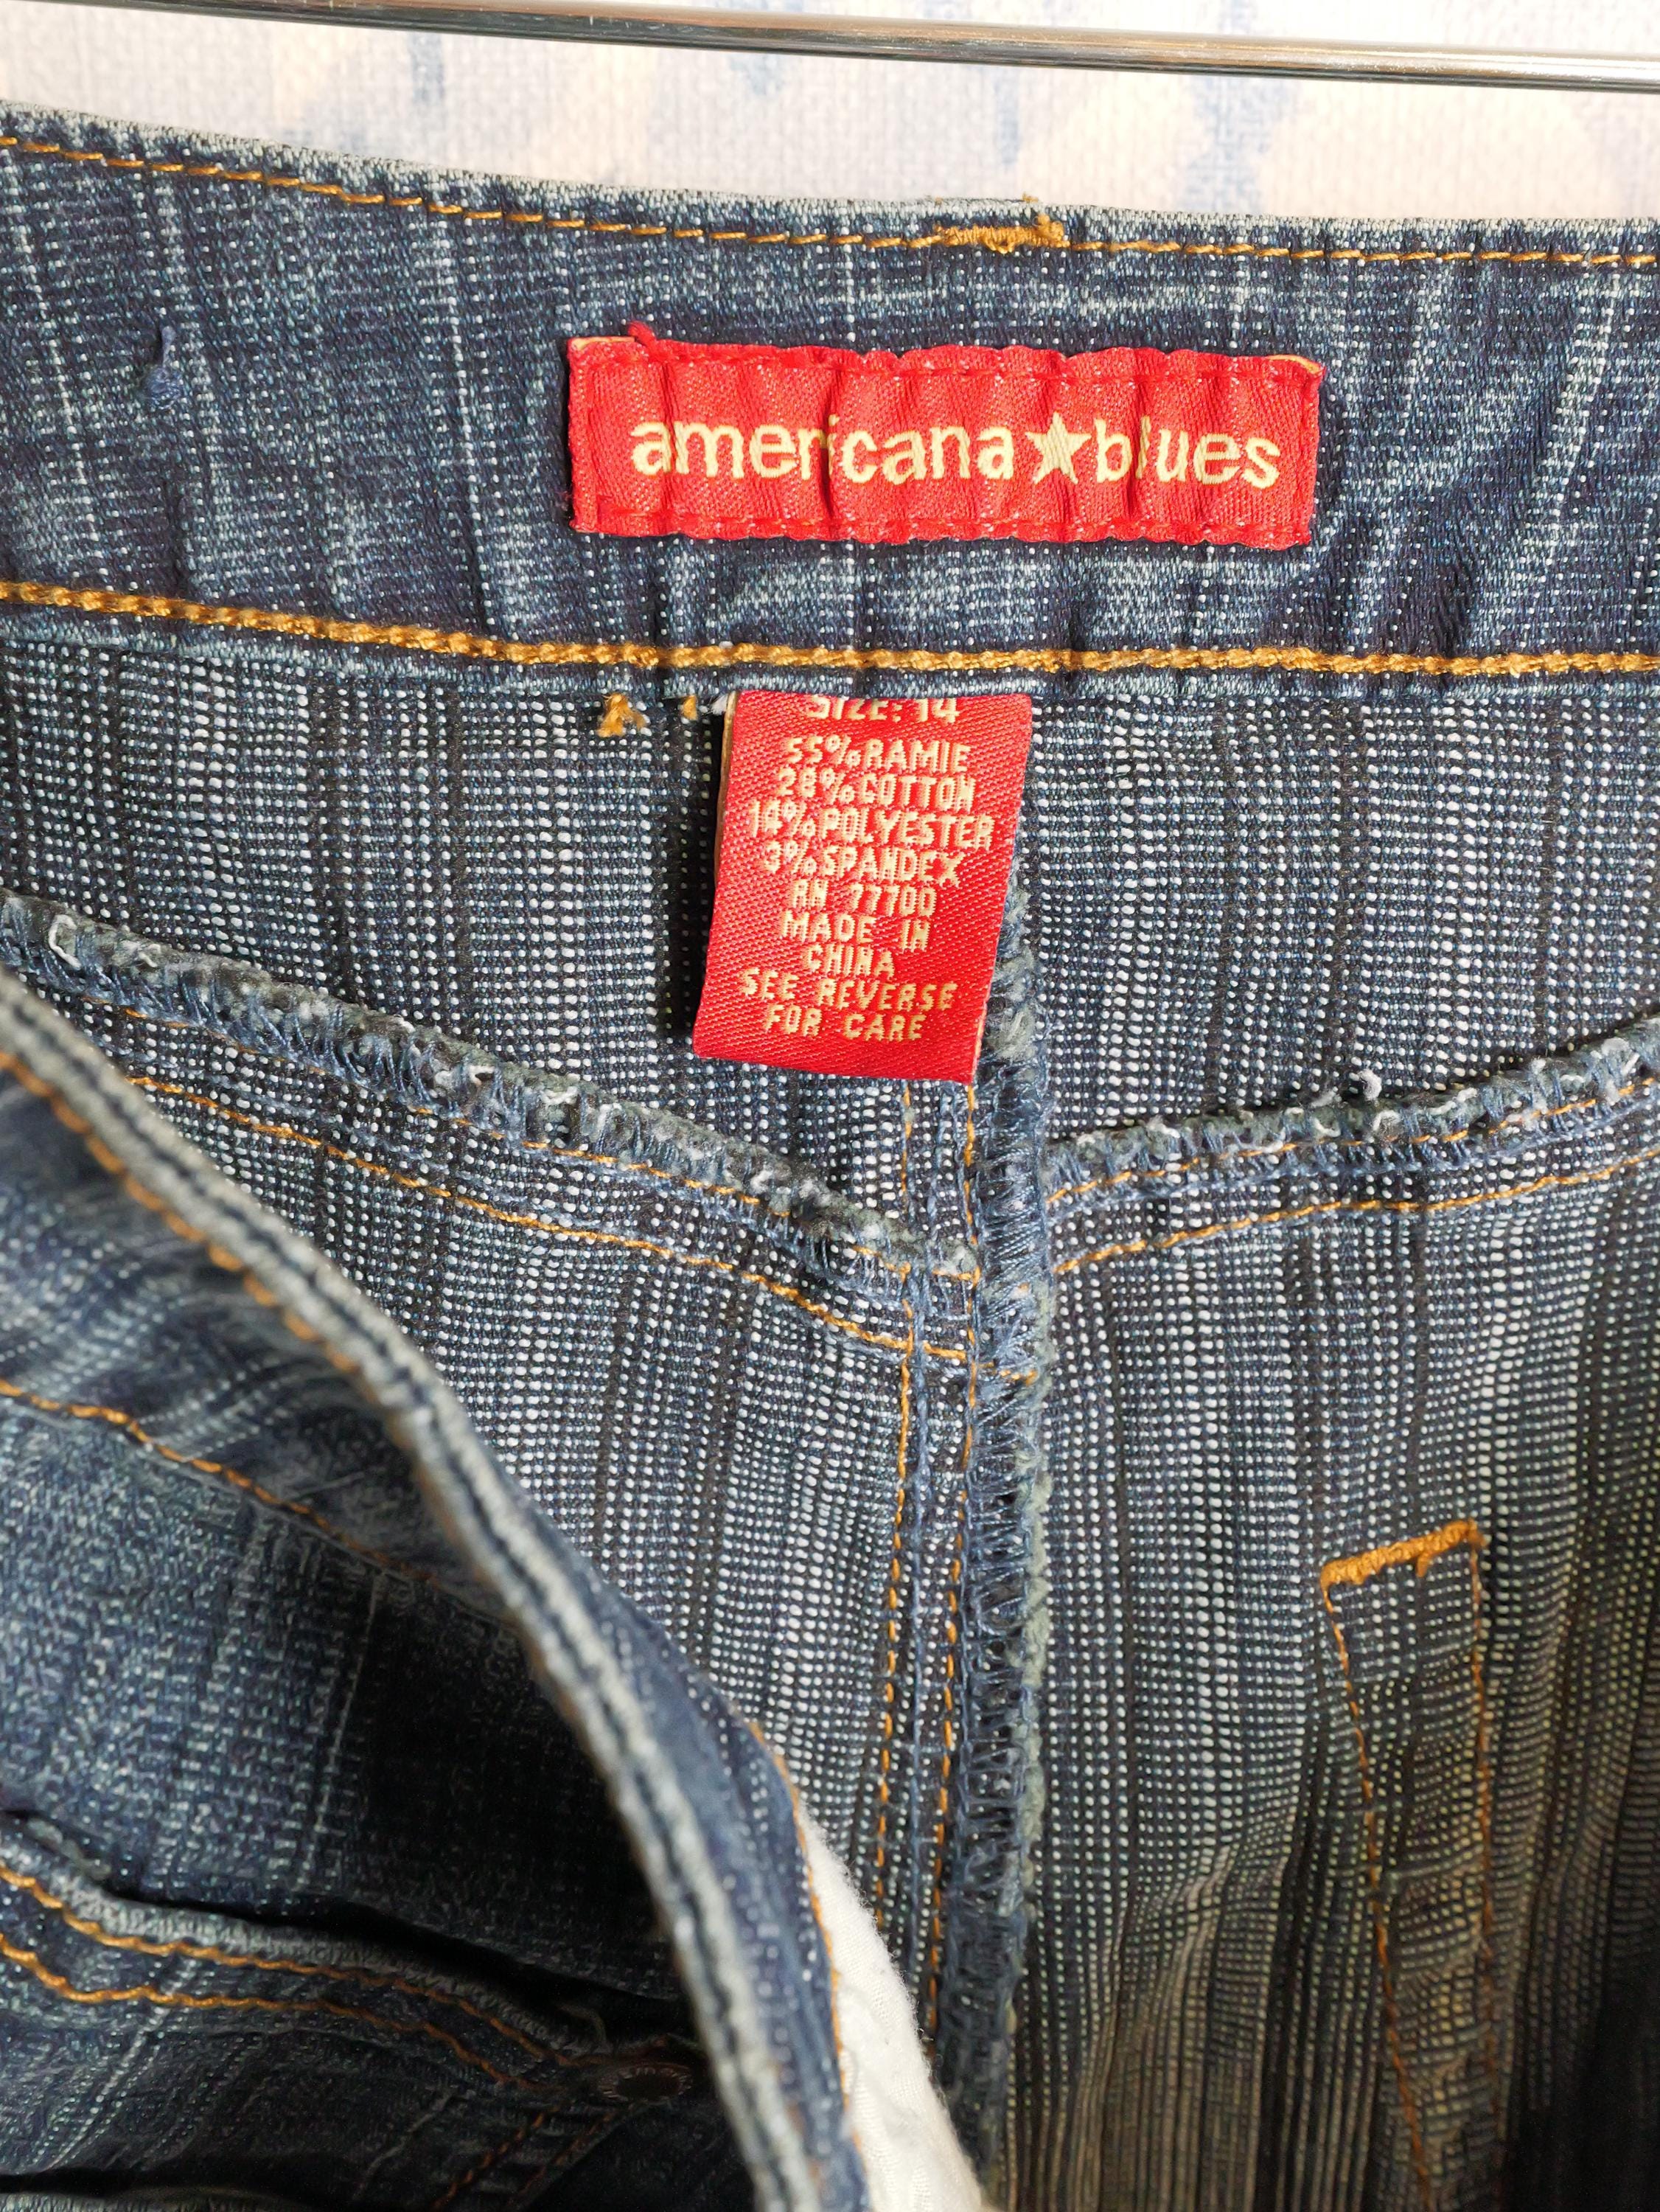 americana★blues
SIZE: 14
55%RAMIE
28%COTTON
14%POLYESTER
3%SPANDEX
RN 77700
MADE IN
CHINA
SEE REVERSE
FOR CARE